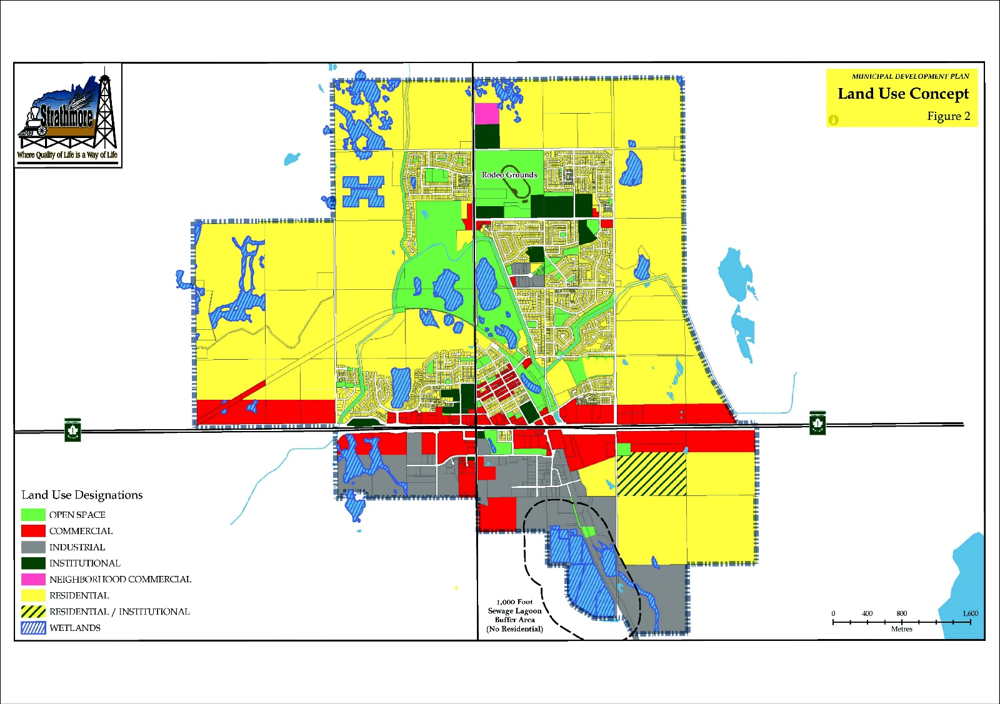 Strathmore
Where Quality of Life is a Way of Life
MUNICIPAL DEVELOPMENT PLAN
Land Use Concept
Figure 2
Rodeo Grounds
1
1
Land Use Designations
OPEN SPACE
COMMERCIAL
INDUSTRIAL
INSTITUTIONAL
NEIGHBORHOOD COMMERCIAL
RESIDENTIAL
RESIDENTIAL / INSTITUTIONAL
WETLANDS
1,000 Foot
Sewage Lagoon
Buffer Area
(No Residential)
0 400 800 1,600
Metres